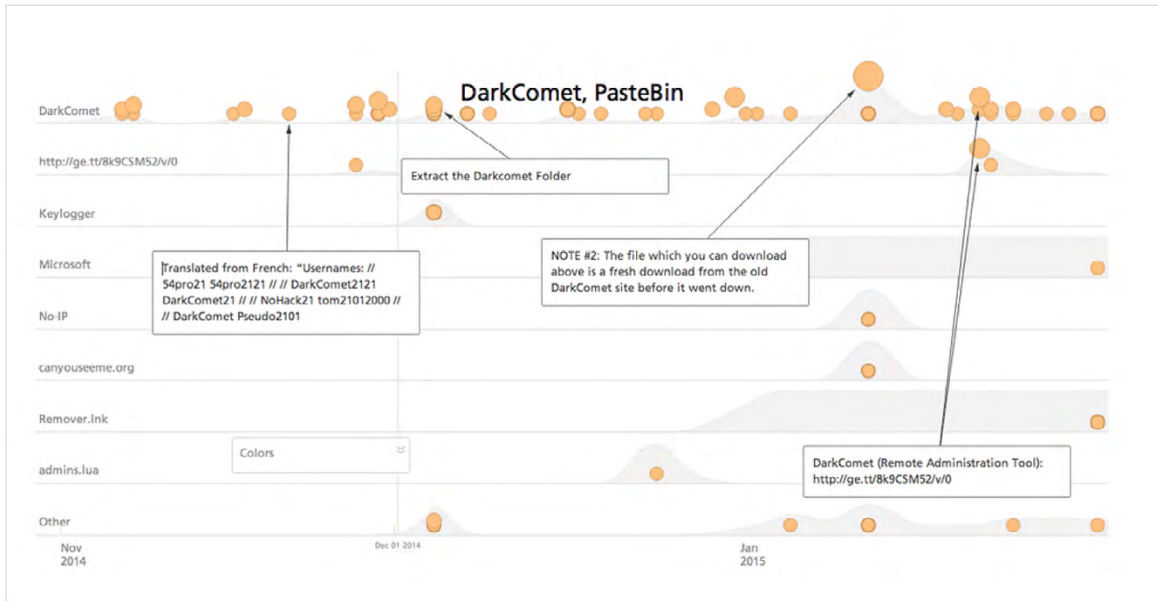 DarkComet, PasteBin
DarkComet
http://ge.tt/8k9CSM52/v/0
Extract the Darkcomet Folder
Keylogger
Microsoft
Translated from French: “Usernames: //
54pro21 54pro2121 // // DarkComet2121
DarkComet21 // // NoHack21 tom21012000 //
// DarkComet Pseudo2101
NOTE #2: The file which you can download
above is a fresh download from the old
DarkComet site before it went down.
No-IP
canyouseeme.org
Remover.lnk
Colors
admins.lua
DarkComet (Remote Administration Tool):
http://ge.tt/8k9CSM52/v/0
Other
Nov
2014
Dec 01 2014
Jan
2015